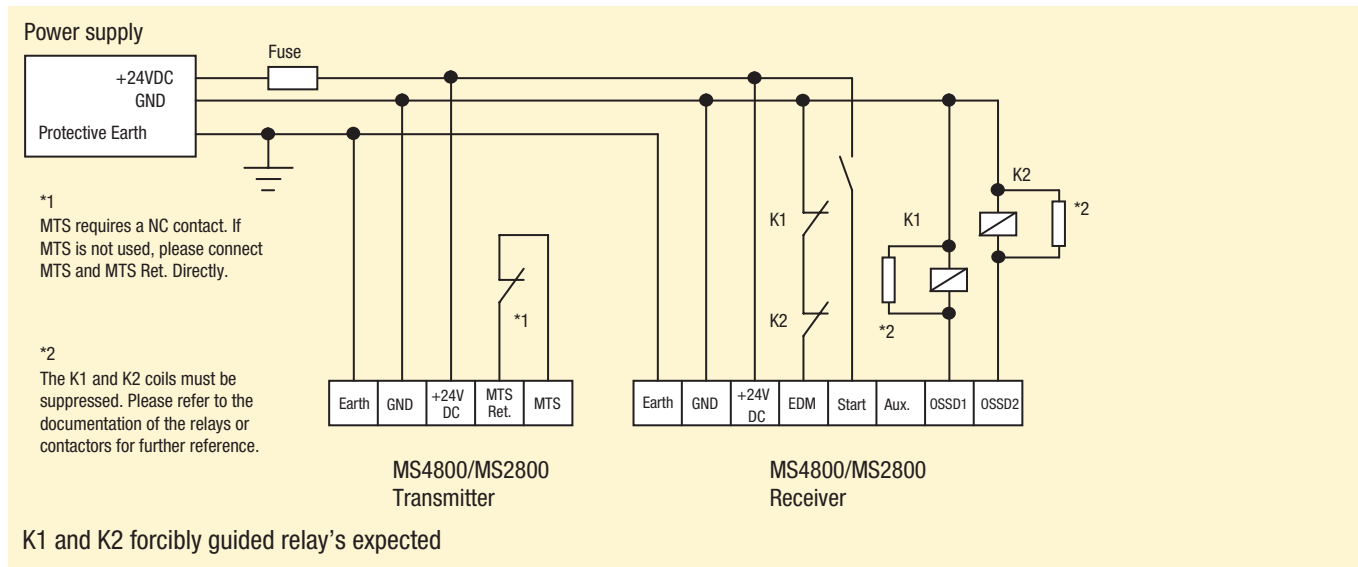 Power supply
Fuse
+24VDC
GND
Protective Earth
*1
MTS requires a NC contact. If
MTS is not used, please connect
MTS and MTS Ret. Directly.
*2
The K1 and K2 coils must be
suppressed. Please refer to the
documentation of the relays or
contactors for further reference.
*1
K1
K2
K1
*2
K2
*2
Earth
GND
+24V
DC
MTS
Ret.
MTS
MS4800/MS2800
Transmitter
Earth
GND
+24V
DC
EDM
Start
Aux.
OSSD1
OSSD2
MS4800/MS2800
Receiver
K1 and K2 forcibly guided relay's expected